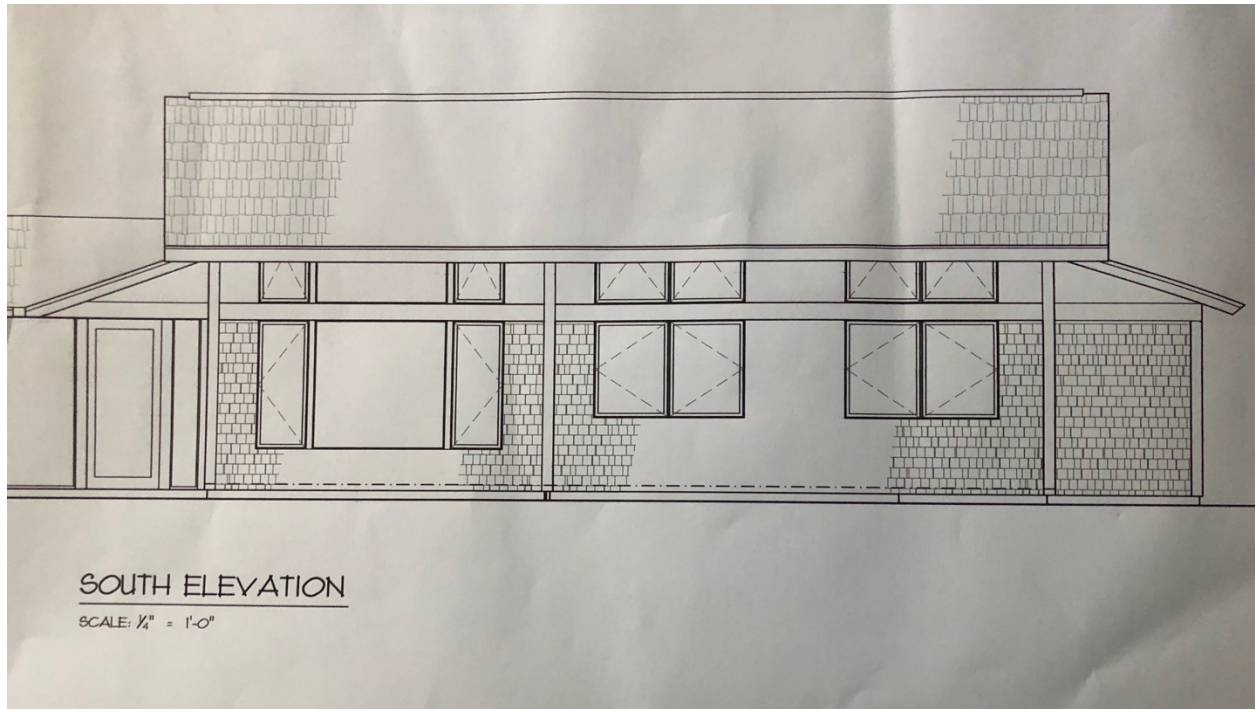 SOUTH ELEVATION
SCALE: ¼" = 1'-0"